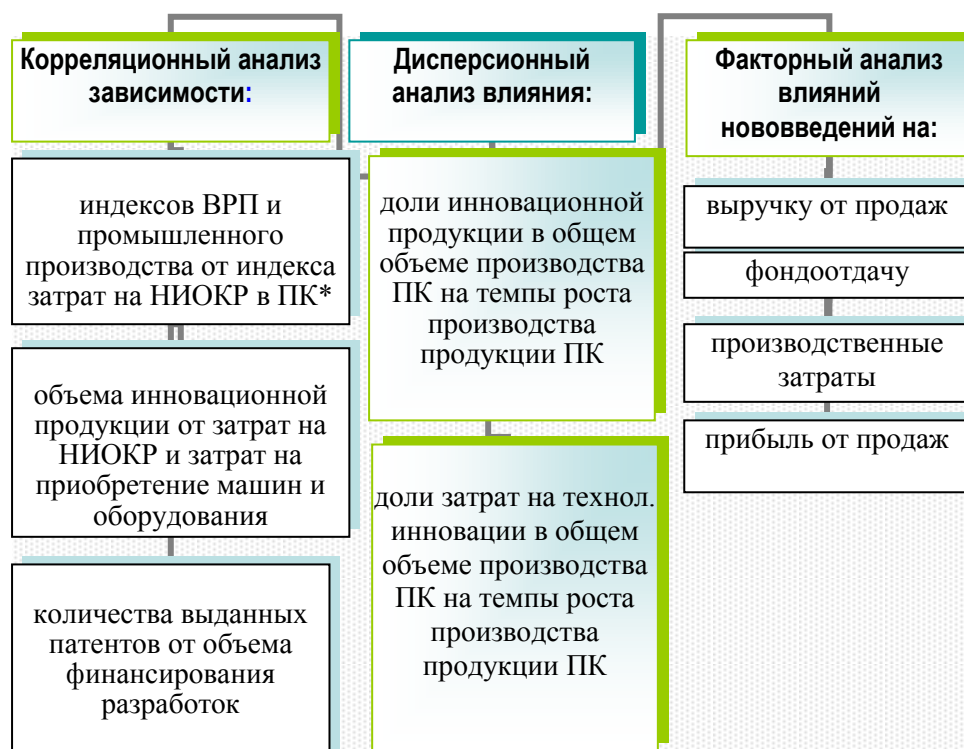 Корреляционный анализ
зависимости:
индексов ВРП и
промышленного
производства от индекса
затрат на НИОКР в ПК*
объема инновационной
продукции от затрат на
НИОКР и затрат на
приобретение машин и
оборудования
количества выданных
патентов от объема
финансирования
разработок
Дисперсионный
анализ влияния:
доли инновационной
продукции в общем
объеме производства
ПК на темпы роста
производства
продукции ПК
доли затрат на технол.
инновации в общем
объеме производства
ПК на темпы роста
производства
продукции ПК
Факторный анализ
влияний
нововведений на:
выручку от продаж
фондоотдачу
производственные
затраты
прибыль от продаж